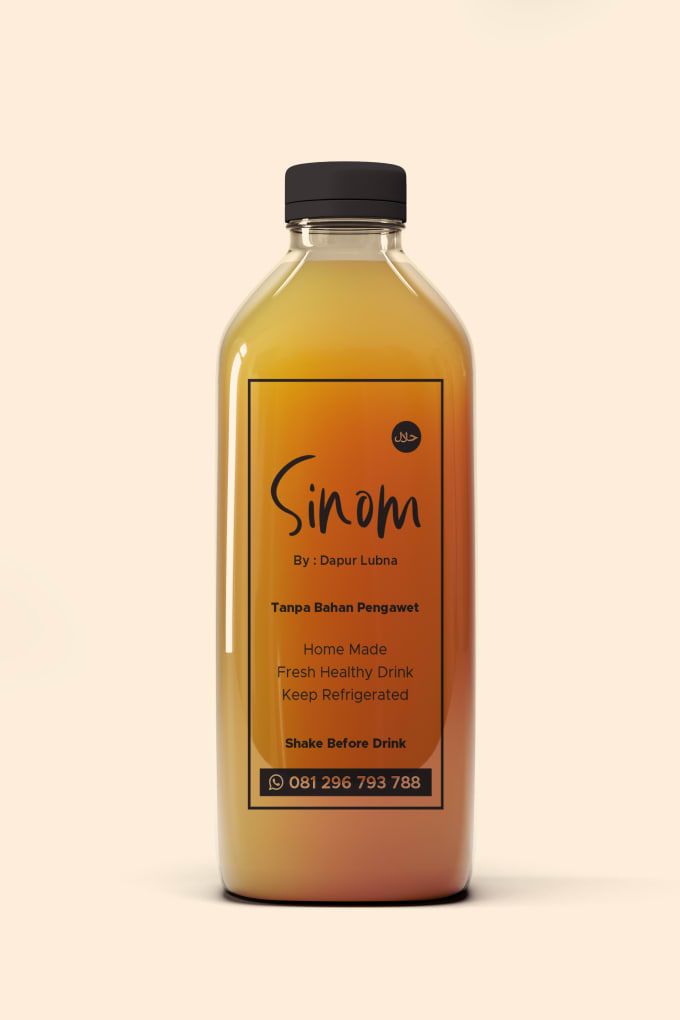 حلال
Sinom
By : Dapur Lubna
Tanpa Bahan Pengawet
Home Made
Fresh Healthy Drink
Keep Refrigerated
Shake Before Drink
081 296 793 788